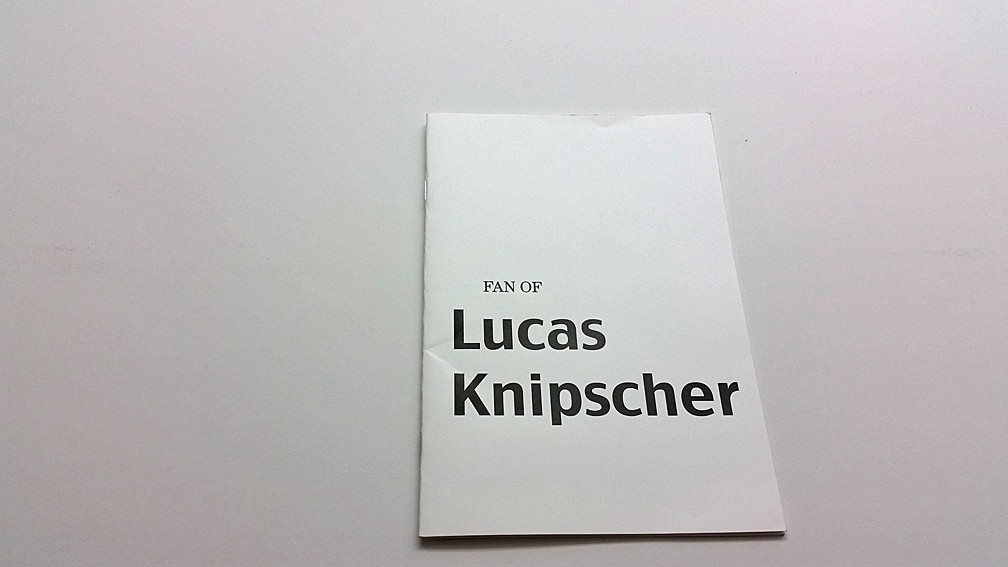 FAN OF
Lucas
Knipscher